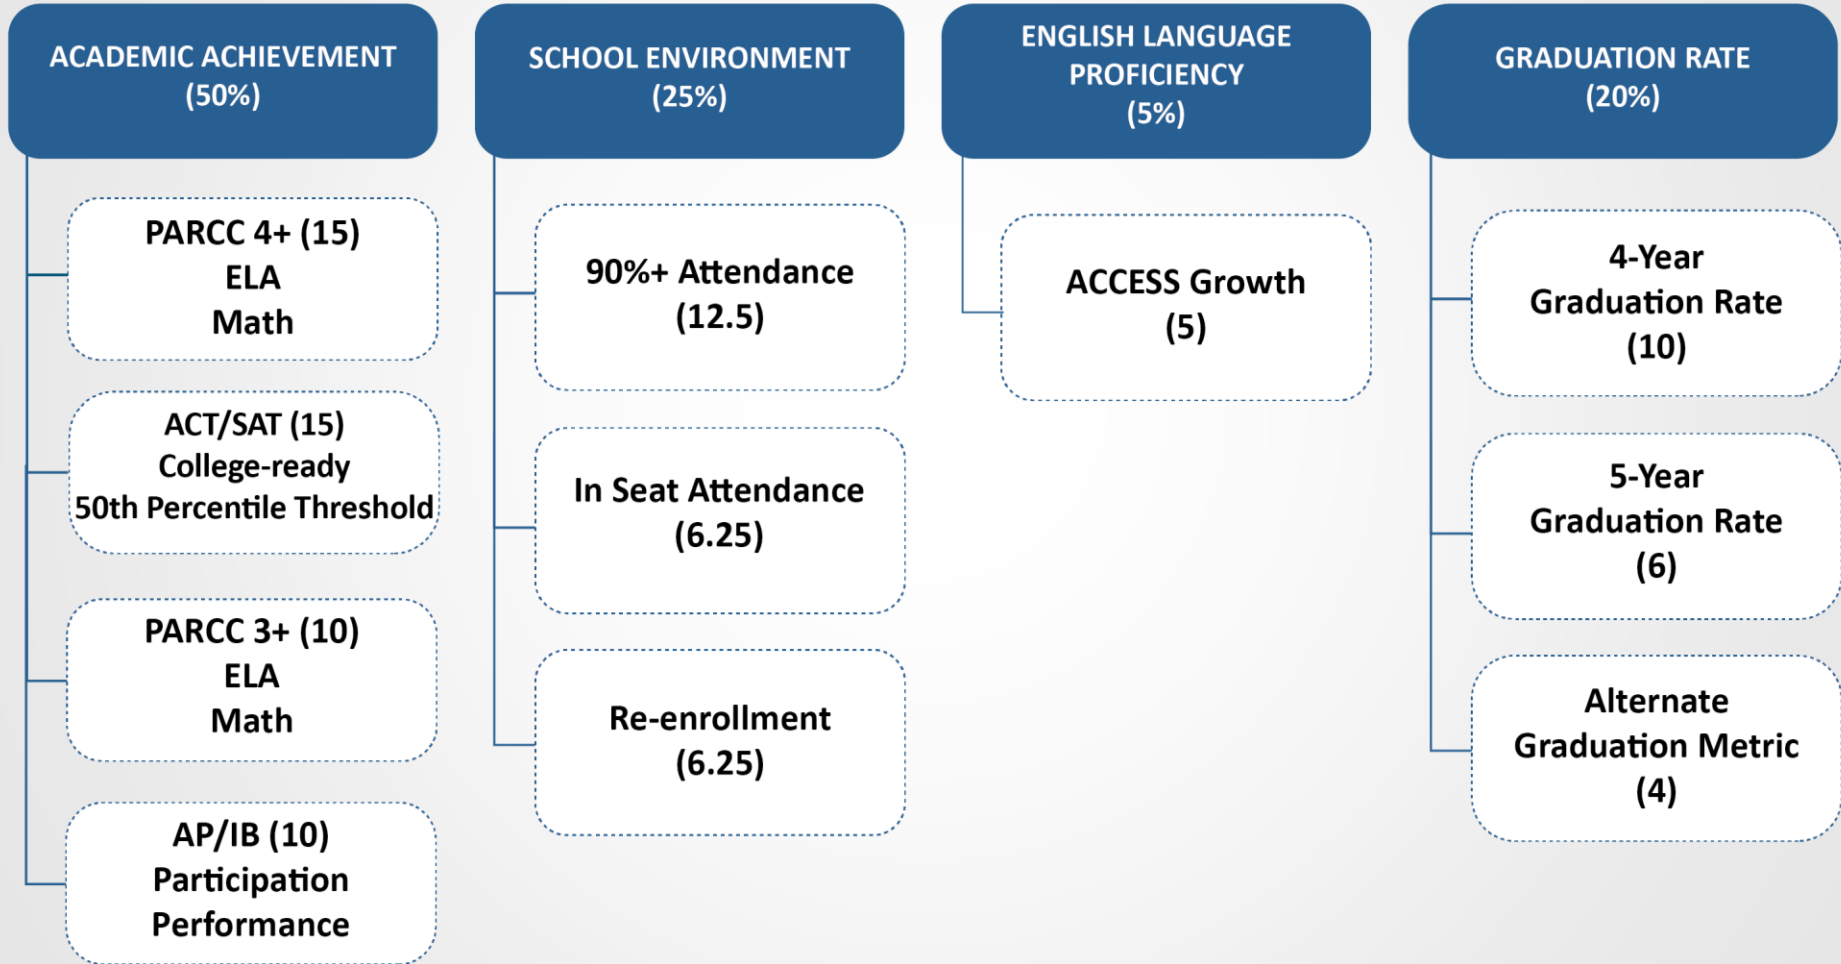 ACADEMIC ACHIEVEMENT
(50%)
PARCC 4+ (15)
ELA
Math
ACT/SAT (15)
College-ready
50th Percentile Threshold
PARCC 3+ (10)
ELA
Math
AP/IB (10)
Participation
Performance
SCHOOL ENVIRONMENT
(25%)
90%+ Attendance
(12.5)
In Seat Attendance
(6.25)
Re-enrollment
(6.25)
ENGLISH LANGUAGE
PROFICIENCY
(5%)
ACCESS Growth
(5)
GRADUATION RATE
(20%)
4-Year
Graduation Rate
(10)
5-Year
Graduation Rate
(6)
Alternate
Graduation Metric
(4)